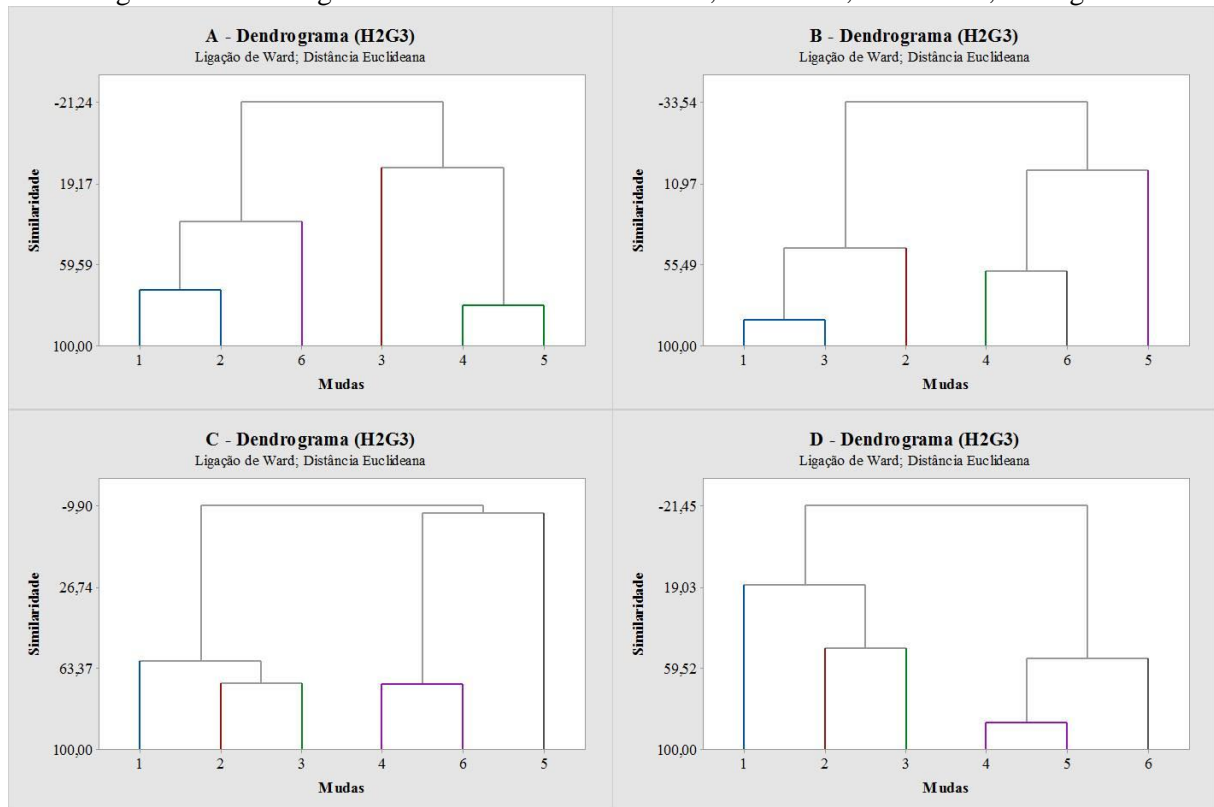 A - Dendrograma (H2G3)
Ligação de Ward; Distância Euclideana
-21,24
19,17
59,59
100,00
Similaridade
1 2 6 3 4 5
Mudas
B - Dendrograma (H2G3)
Ligação de Ward; Distância Euclideana
-33,54
10,97
55,49
100,00
Similaridade
1 3 2 4 6 5
Mudas
C - Dendrograma (H2G3)
Ligação de Ward; Distância Euclideana
-9,90
26,74
63,37
100,00
Similaridade
1 2 3 4 6 5
Mudas
D - Dendrograma (H2G3)
Ligação de Ward; Distância Euclideana
-21,45
19,03
59,52
100,00
Similaridade
1 2 3 4 5 6
Mudas